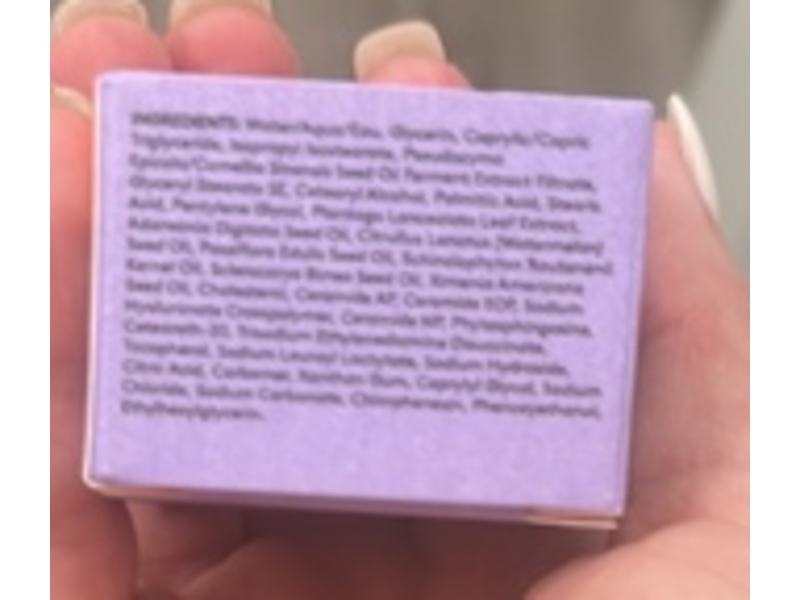 INGREDIENTS: Water/Aqua/Eau, Glycerin, Caprylic/Capric
Triglyceride, Isopropyl Isostearate, Pseudozyma
Epicola/Camellia Sinensis Seed Oil Ferment Extract Filtrate,
Glyceryl Stearate SE, Cetearyl Alcohol, Palmitic Acid, Stearic
Acid, Pentylene Glycol, Plantago Lanceolata Leaf Extract,
Adansonia Digitata Seed Oil, Citrullus Lanatus (Watermelon)
Seed Oil, Passiflora Edulis Seed Oil, Schinziophyton Rautanenii
Kernel Oil, Sclerocarya Birrea Seed Oil, Ximenia Americana
Seed Oil, Cholesterol, Ceramide AP, Ceramide EOP, Sodium
Hyaluronate Crosspolymer, Ceramide NP, Phytosphingosine,
Ceteareth-20, Trisodium Ethylenediamine Disuccinate,
Tocopherol, Sodium Lauroyl Lactylate, Sodium Hydroxide,
Citric Acid, Carbomer, Xanthan Gum, Caprylyl Glycol, Sodium
Chloride, Sodium Carbonate, Chlorphenesin, Phenoxyethanol,
Ethylhexylglycerin.